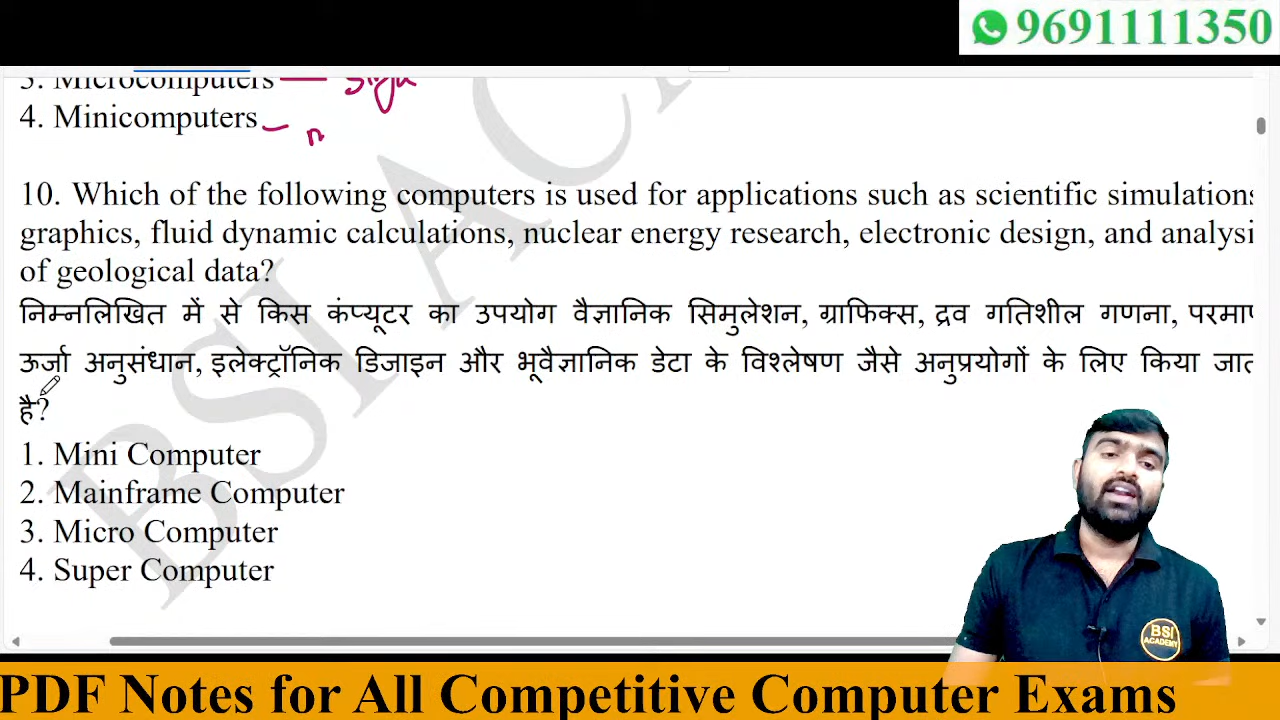 9691111350
3. Microcomputers
4. Minicomputers
10. Which of the following computers is used for applications such as scientific simulations
graphics, fluid dynamic calculations, nuclear energy research, electronic design, and analysi
of geological data?
निम्नलिखित में से किस कंप्यूटर का उपयोग वैज्ञानिक सिमुलेशन, ग्राफिक्स, द्रव गतिशील गणना, परमाण
ऊर्जा अनुसंधान, इलेक्ट्रॉनिक डिजाइन और भूवैज्ञानिक डेटा के विश्लेषण जैसे अनुप्रयोगों के लिए किया जात
है?
1. Mini Computer
2. Mainframe Computer
3. Micro Computer
4. Super Computer
BSI AC
BSI
ACADEMY
PDF Notes for All Competitive Computer Exams